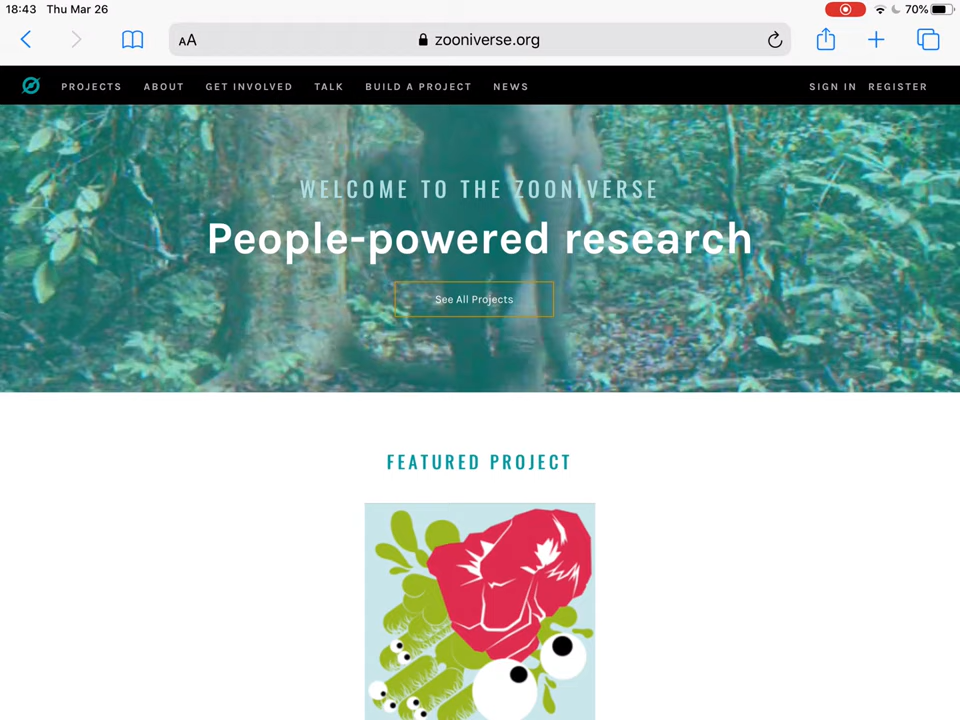 18:43 Thu Mar 26 70%
AA zooniverse.org
PROJECTS ABOUT GET INVOLVED TALK BUILD A PROJECT NEWS SIGN IN REGISTER
WELCOME TO THE ZOONIVERSE
People-powered research
See All Projects
FEATURED PROJECT